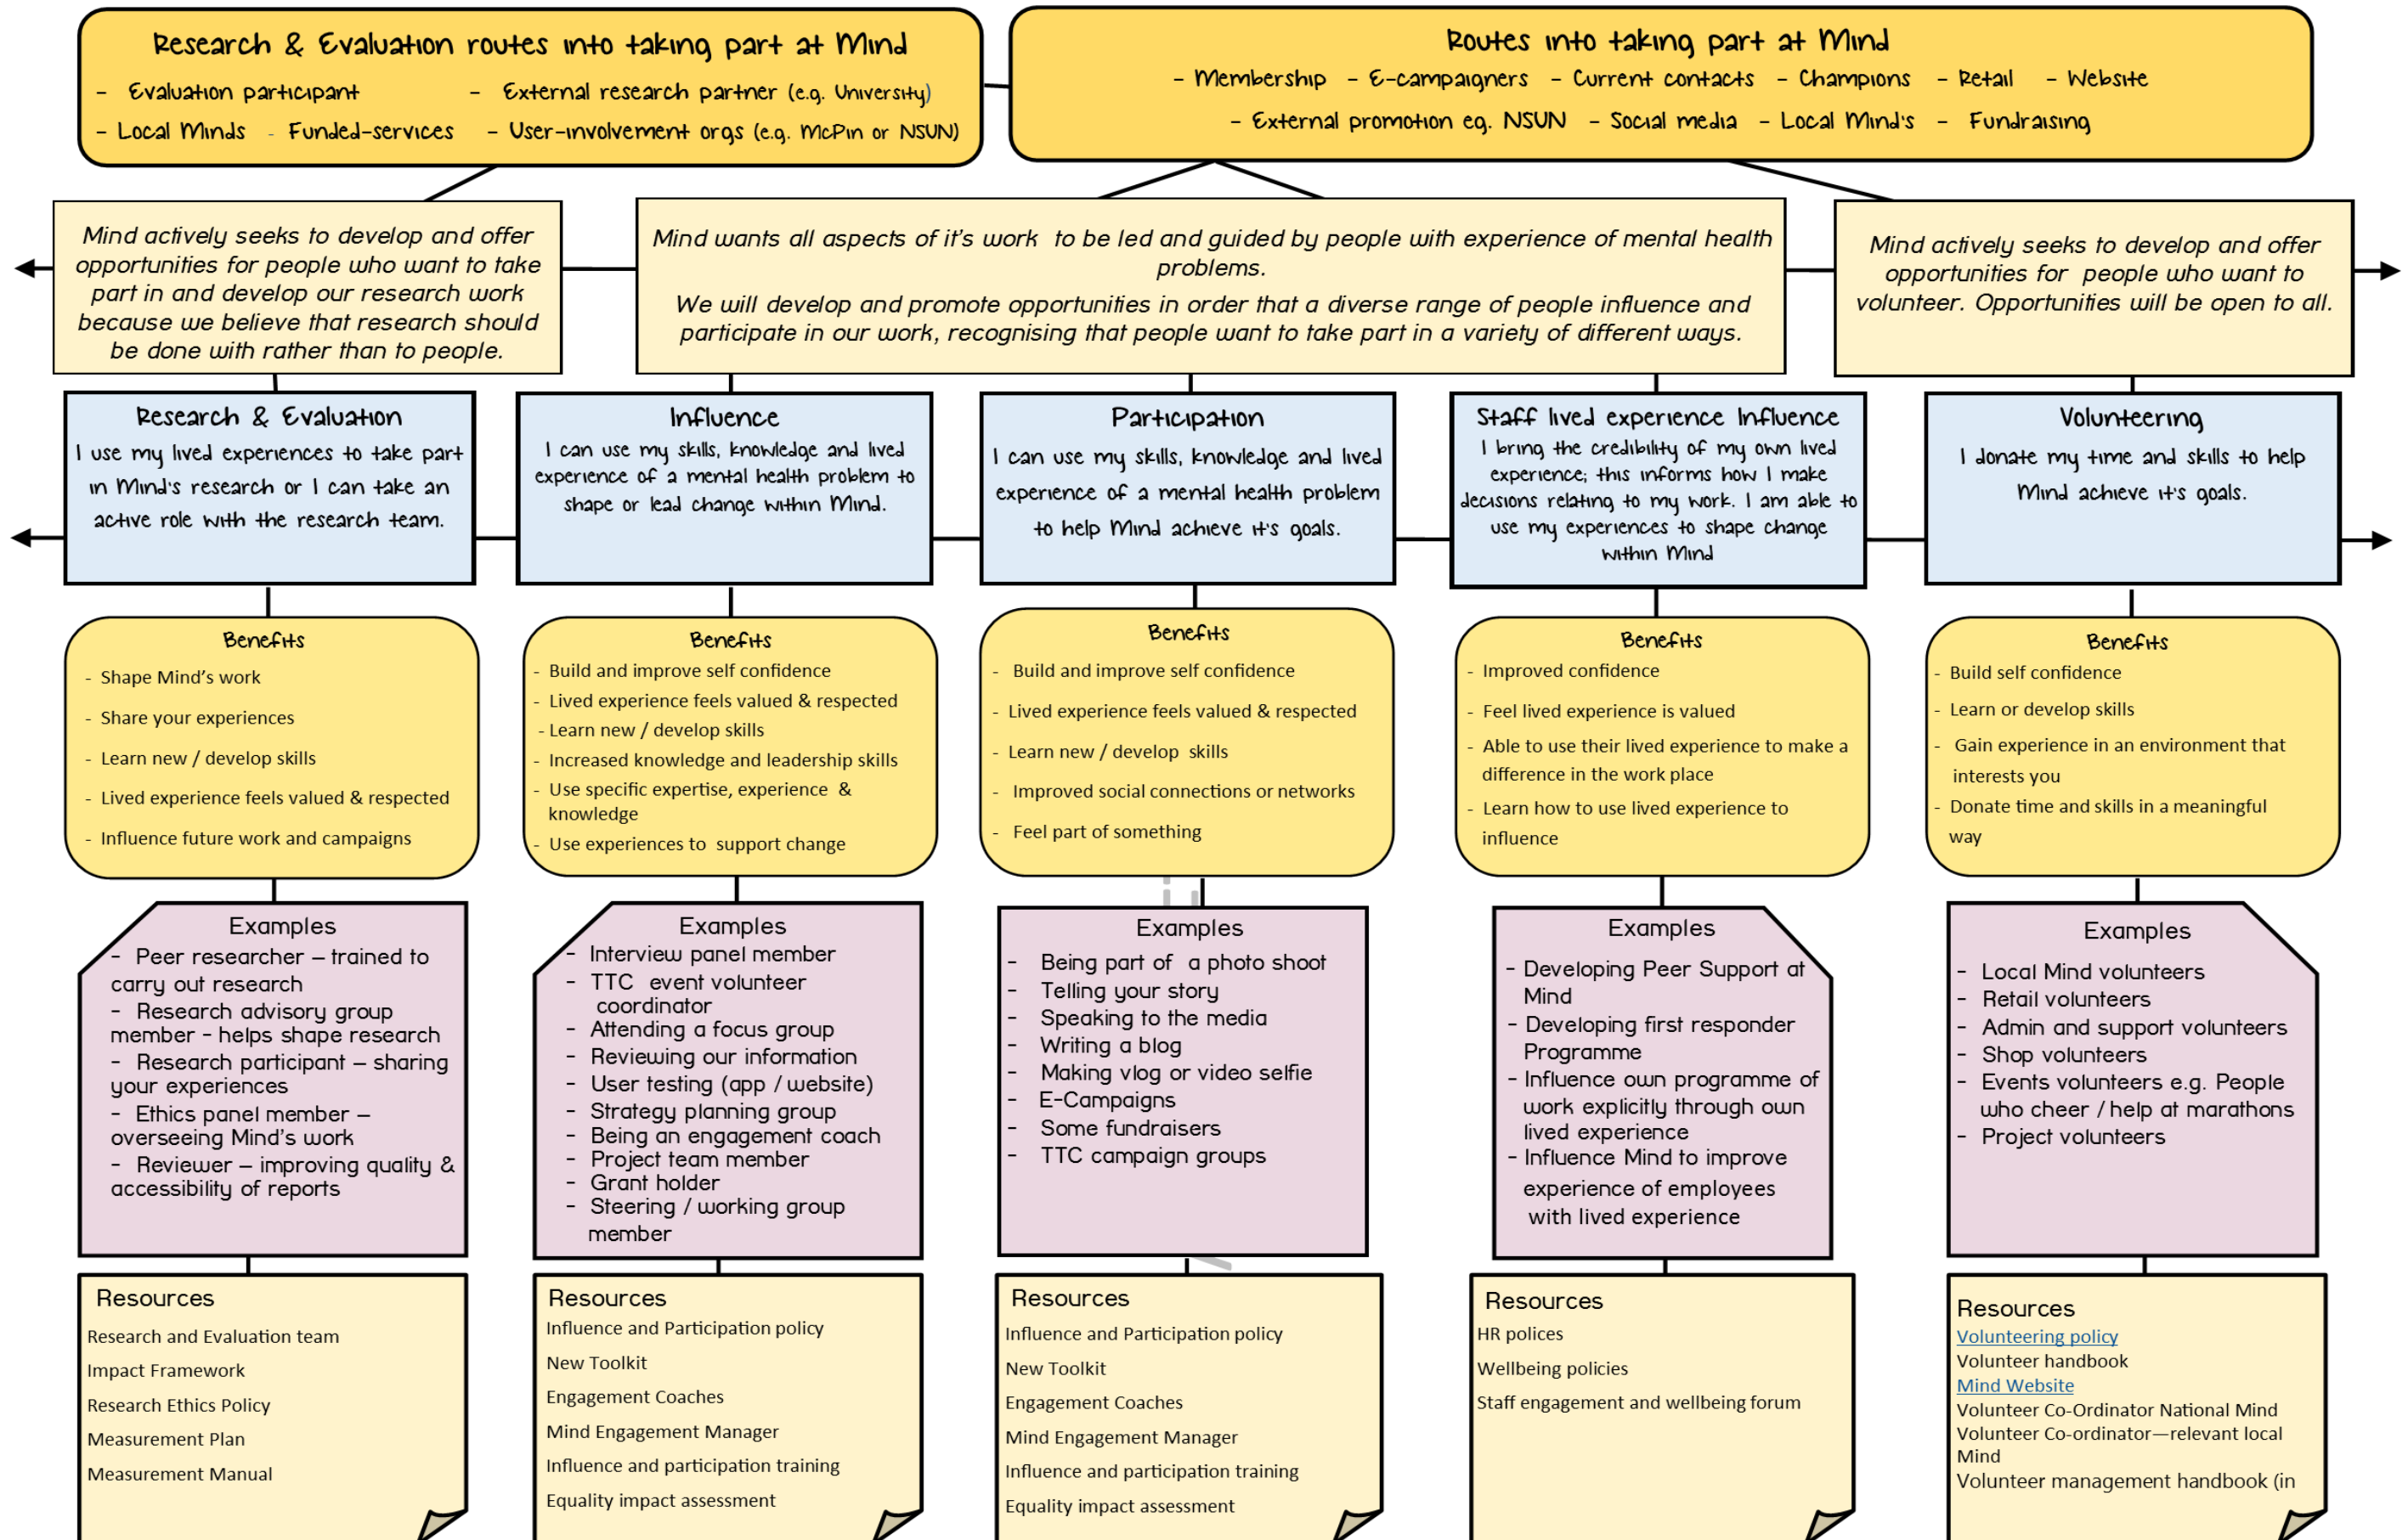 Research & Evaluation routes into taking part at Mind
- Evaluation participant - External research partner (e.g. University)
- Local Minds - Funded-services - User-involvement orgs (e.g. McPin or NSUN)
Routes into taking part at Mind
- Membership - E-campaigners - Current contacts - Champions - Retail - Website
- External promotion eg. NSUN - Social media - Local Mind's - Fundraising
Mind actively seeks to develop and offer
opportunities for people who want to take
part in and develop our research work
because we believe that research should
be done with rather than to people.
Mind wants all aspects of it's work to be led and guided by people with experience of mental health
problems.
We will develop and promote opportunities in order that a diverse range of people influence and
participate in our work, recognising that people want to take part in a variety of different ways.
Mind actively seeks to develop and offer
opportunities for people who want to
volunteer. Opportunities will be open to all.
Research & Evaluation
I use my lived experiences to take part
in Mind's research or I can take an
active role with the research team.
Influence
I can use my skills, knowledge and lived
experience of a mental health problem to
shape or lead change within Mind.
Participation
I can use my skills, knowledge and lived
experience of a mental health problem
to help Mind achieve it's goals.
Staff lived experience Influence
I bring the credibility of my own lived
experience; this informs how I make
decisions relating to my work. I am able to
use my experiences to shape change
within Mind
Volunteering
I donate my time and skills to help
Mind achieve it's goals.
Benefits
- Shape Mind's work
- Share your experiences
- Learn new / develop skills
- Lived experience feels valued & respected
- Influence future work and campaigns
Benefits
- Build and improve self confidence
- Lived experience feels valued & respected
- Learn new / develop skills
- Increased knowledge and leadership skills
- Use specific expertise, experience &
knowledge
- Use experiences to support change
Benefits
- Build and improve self confidence
- Lived experience feels valued & respected
- Learn new / develop skills
- Improved social connections or networks
- Feel part of something
Benefits
- Improved confidence
- Feel lived experience is valued
- Able to use their lived experience to make a
difference in the work place
- Learn how to use lived experience to
influence
Benefits
- Build self confidence
- Learn or develop skills
- Gain experience in an environment that
interests you
- Donate time and skills in a meaningful
way
Examples
- Peer researcher – trained to
carry out research
- Research advisory group
member - helps shape research
- Research participant – sharing
your experiences
- Ethics panel member –
overseeing Mind's work
- Reviewer – improving quality &
accessibility of reports
Examples
- Interview panel member
- TTC event volunteer
coordinator
- Attending a focus group
- Reviewing our information
- User testing (app / website)
- Strategy planning group
- Being an engagement coach
- Project team member
- Grant holder
- Steering / working group
member
Examples
- Being part of a photo shoot
- Telling your story
- Speaking to the media
- Writing a blog
- Making vlog or video selfie
- E-Campaigns
- Some fundraisers
- TTC campaign groups
Examples
- Developing Peer Support at
Mind
- Developing first responder
Programme
- Influence own programme of
work explicitly through own
lived experience
- Influence Mind to improve
experience of employees
with lived experience
Examples
- Local Mind volunteers
- Retail volunteers
- Admin and support volunteers
- Shop volunteers
- Events volunteers e.g. People
who cheer / help at marathons
- Project volunteers
Resources
Research and Evaluation team
Impact Framework
Research Ethics Policy
Measurement Plan
Measurement Manual
Resources
Influence and Participation policy
New Toolkit
Engagement Coaches
Mind Engagement Manager
Influence and participation training
Equality impact assessment
Resources
Influence and Participation policy
New Toolkit
Engagement Coaches
Mind Engagement Manager
Influence and participation training
Equality impact assessment
Resources
HR polices
Wellbeing policies
Staff engagement and wellbeing forum
Resources
Volunteering policy
Volunteer handbook
Mind Website
Volunteer Co-Ordinator National Mind
Volunteer Co-ordinator—relevant local
Mind
Volunteer management handbook (in